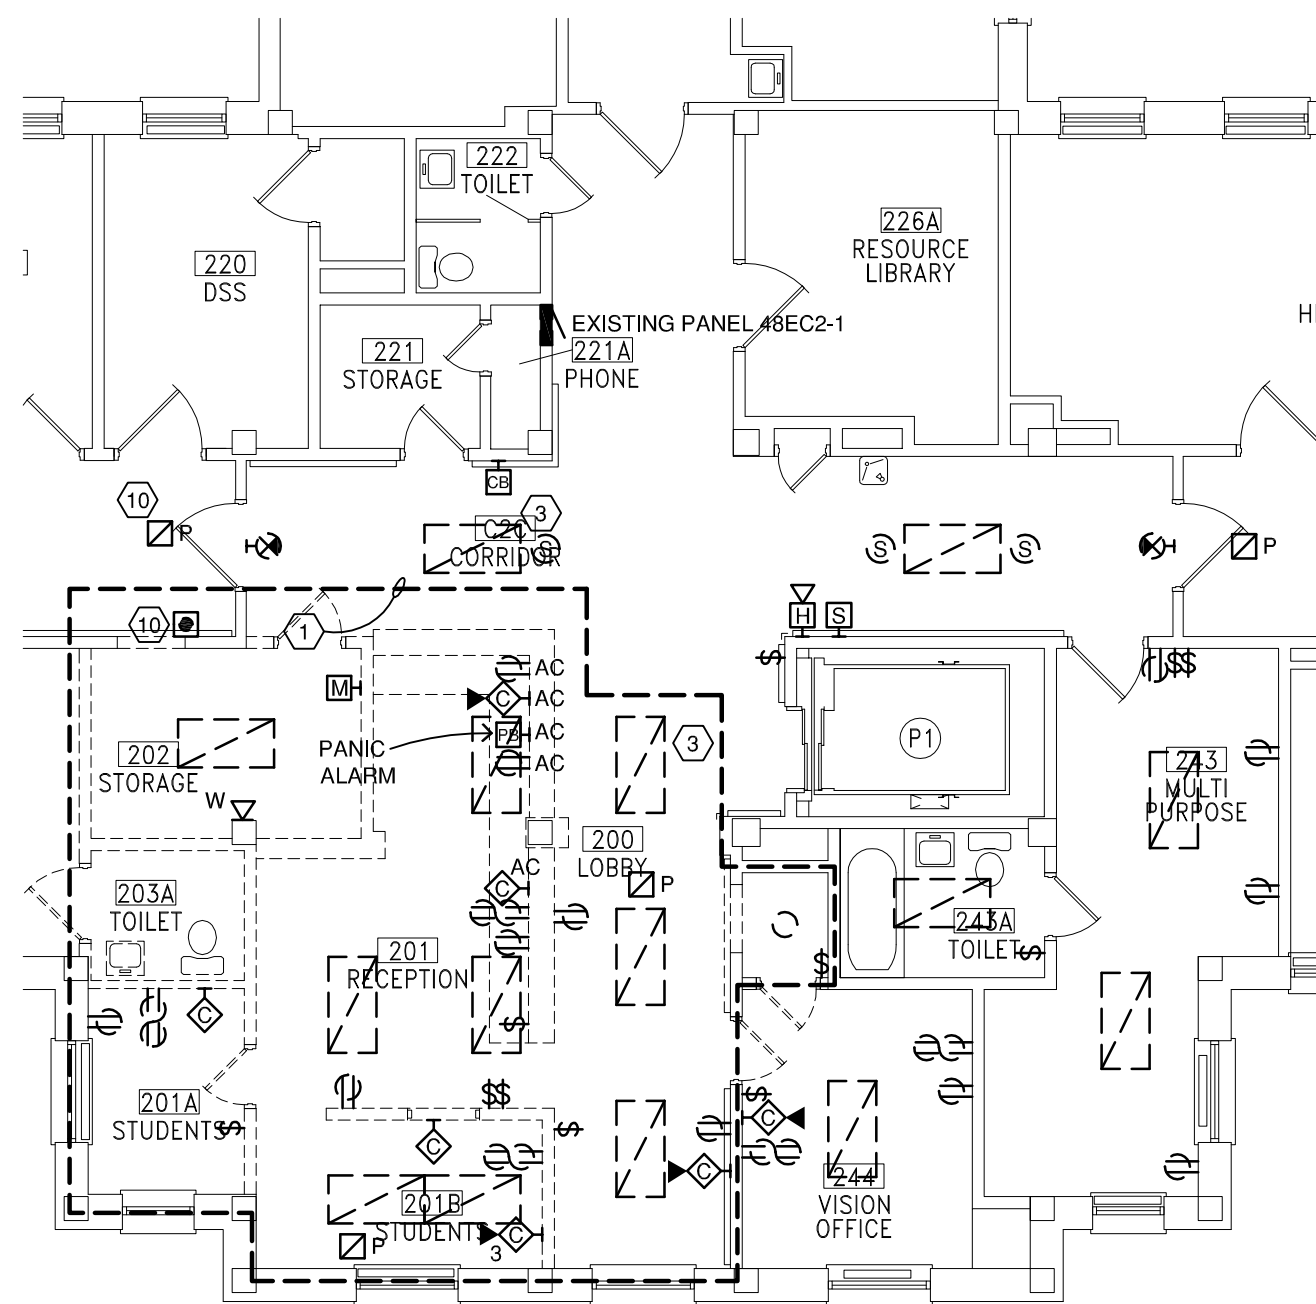 222
TOILET
226A
RESOURCE
LIBRARY
220
DSS
EXISTING PANEL 48EC2-1
221
STORAGE
221A
PHONE
CB
10
P
3
C2C
CORRIDOR
S
S
S
P
10
1
H
S
$
$$
M
AC
C
AC
PB
AC
AC
PANIC
ALARM
3
P1
202
STORAGE
W
243
MULTI
PURPOSE
200
LOBBY
AC
C
P
203A
TOILET
243A
TOILET
$
201
RECEPTION
$
C
$
201A
STUDENTS
$
$$
$
$
C
C
C
244
VISION
OFFICE
201B
STUDENTS
C
3
P